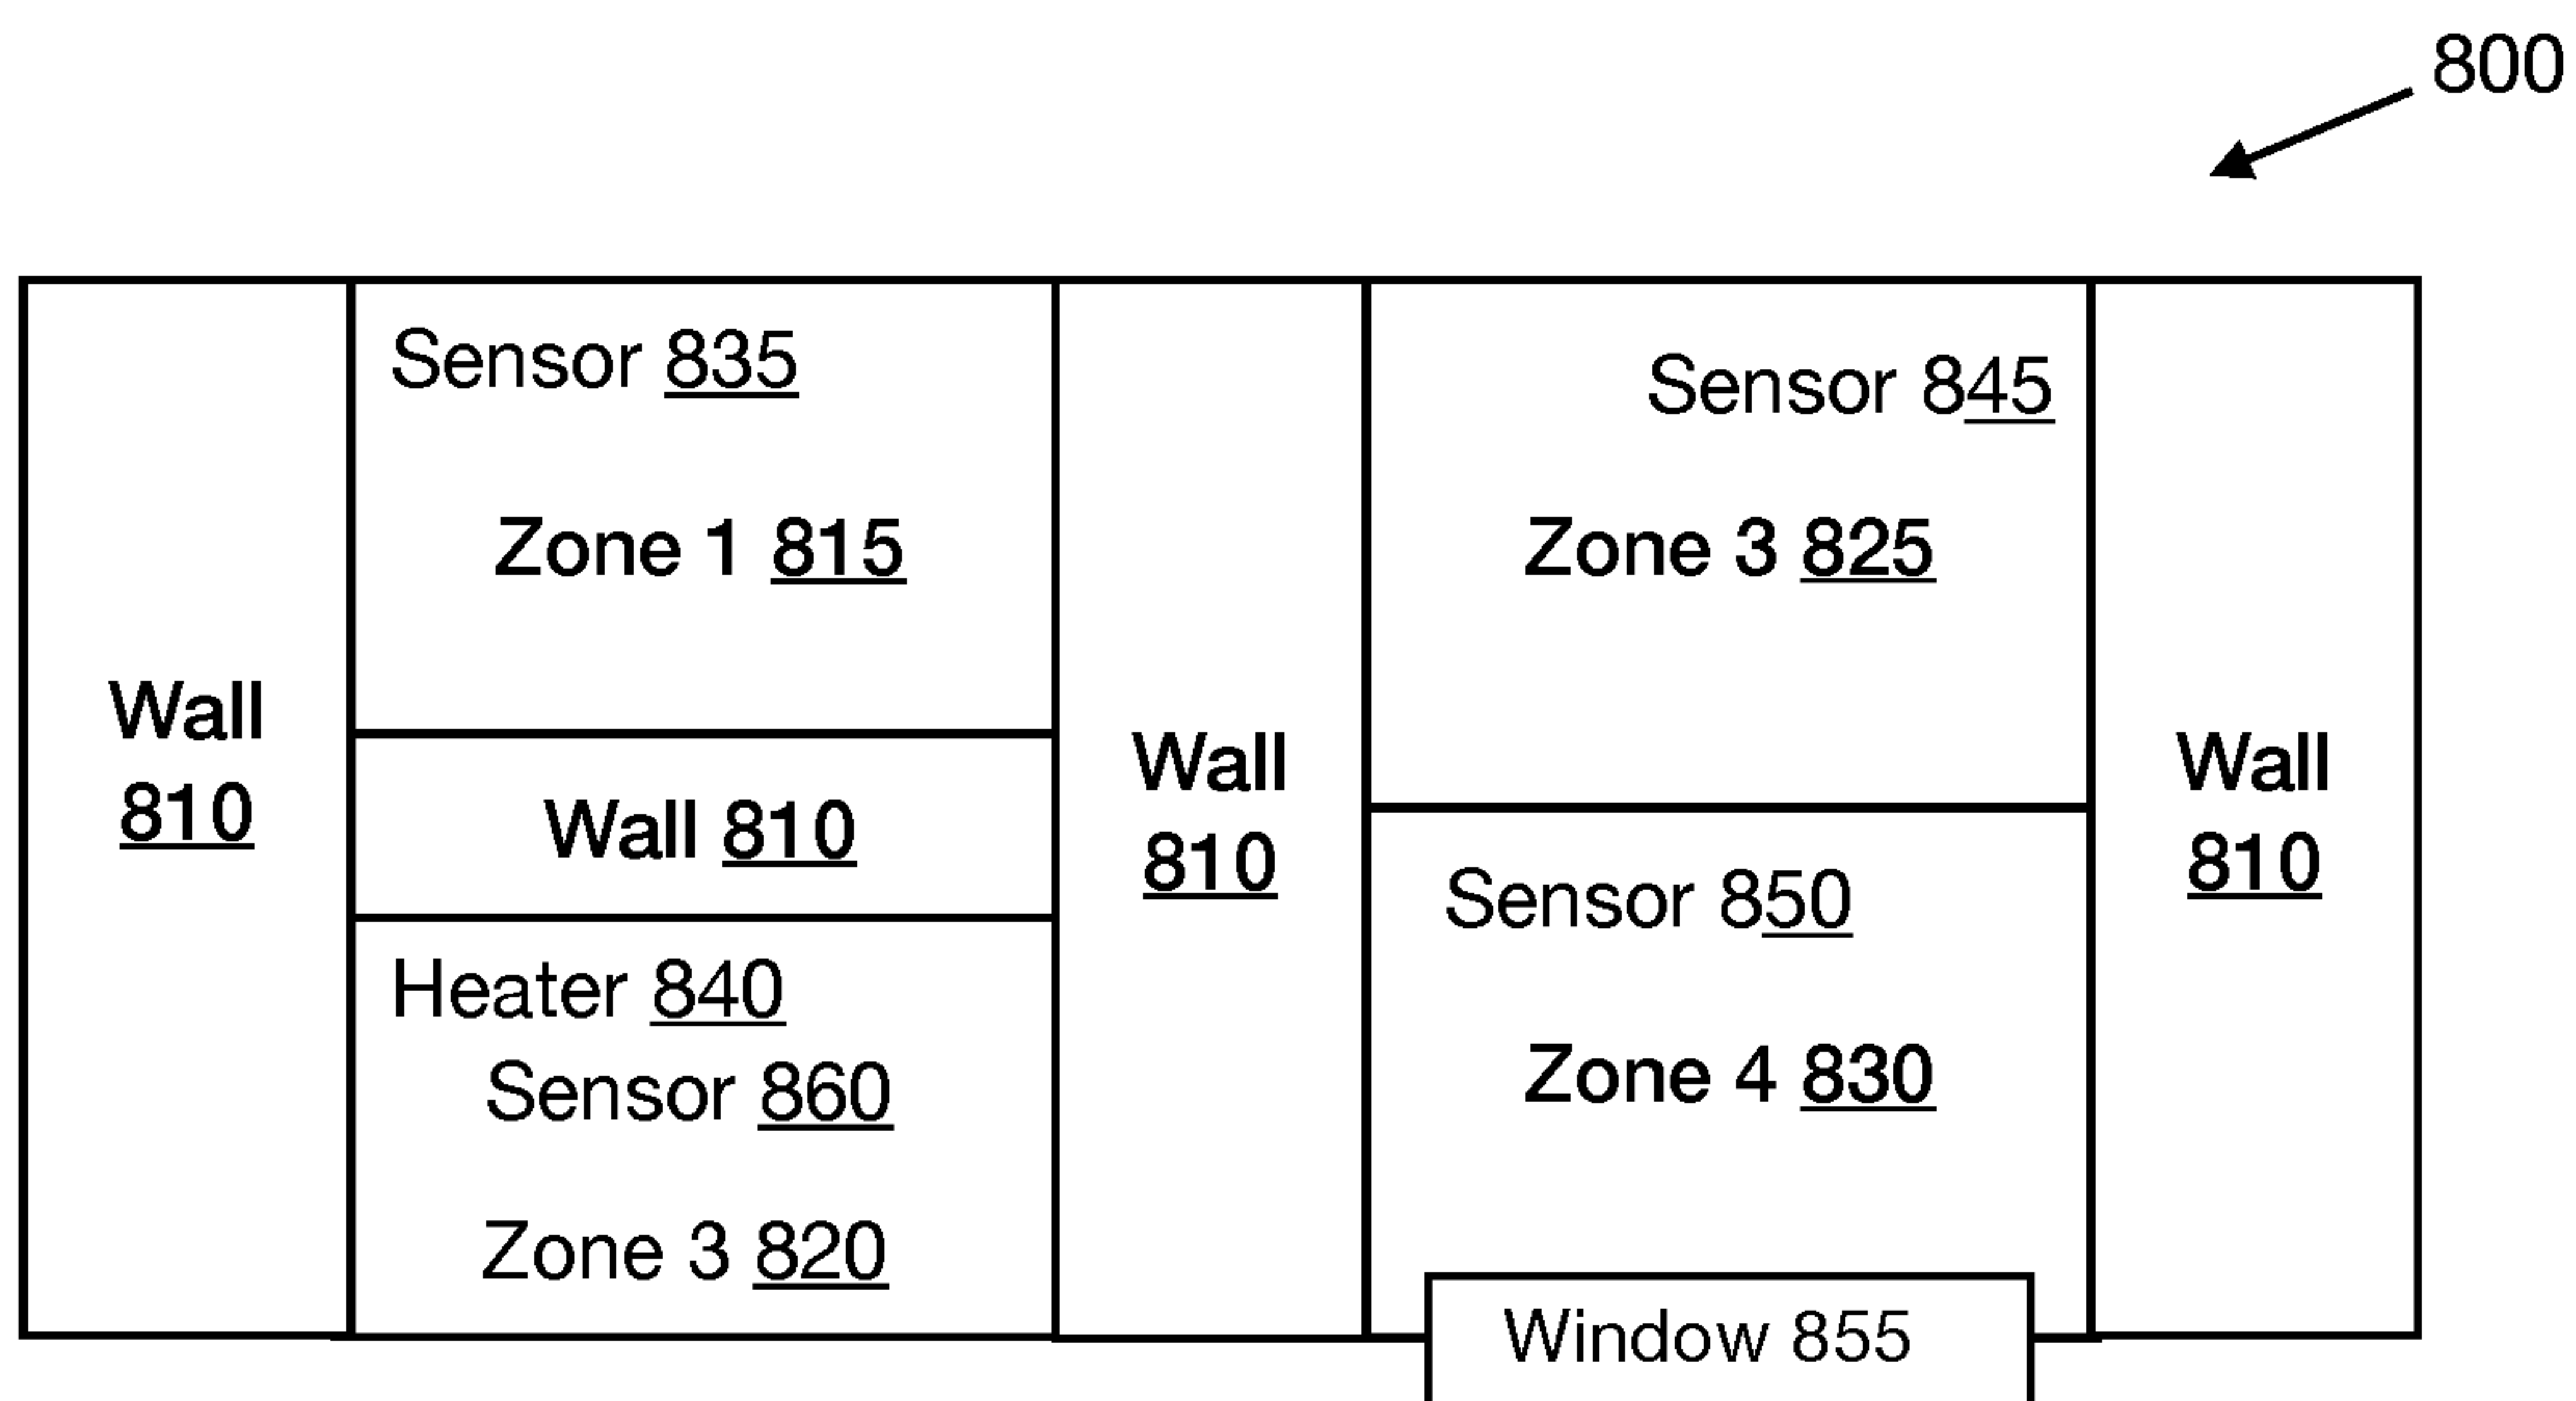 800
Wall
810
Sensor 835
Zone 1 815
Wall 810
Heater 840
Sensor 860
Zone 3 820
Wall
810
Sensor 845
Zone 3 825
Sensor 850
Zone 4 830
Window 855
Wall
810